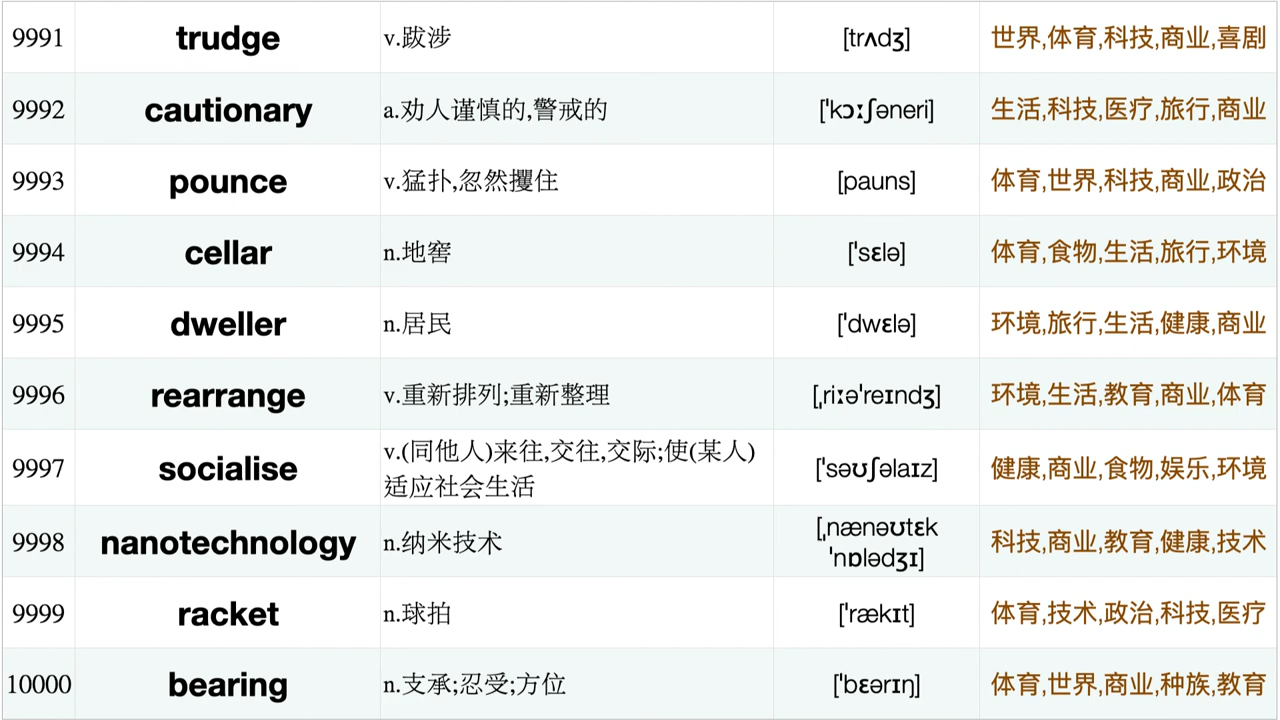 9991 trudge v.跋涉 [trʌdʒ] 世界,体育,科技,商业,喜剧
9992 cautionary a.劝人谨慎的,警戒的 [ˈkɔːʃəneri] 生活,科技,医疗,旅行,商业
9993 pounce v.猛扑,忽然攫住 [pauns] 体育,世界,科技,商业,政治
9994 cellar n.地窖 [ˈsɛlə] 体育,食物,生活,旅行,环境
9995 dweller n.居民 [ˈdwɛlə] 环境,旅行,生活,健康,商业
9996 rearrange v.重新排列;重新整理 [ˌriːəˈreɪndʒ] 环境,生活,教育,商业,体育
9997 socialise v.(同他人)来往,交往,交际;使(某人)
适应社会生活 [ˈsəʊʃəlaɪz] 健康,商业,食物,娱乐,环境
9998 nanotechnology n.纳米技术 [ˌnænəʊtɛk
ˈnɒlədʒɪ] 科技,商业,教育,健康,技术
9999 racket n.球拍 [ˈrækɪt] 体育,技术,政治,科技,医疗
10000 bearing n.支承;忍受;方位 [ˈbɛərɪŋ] 体育,世界,商业,种族,教育